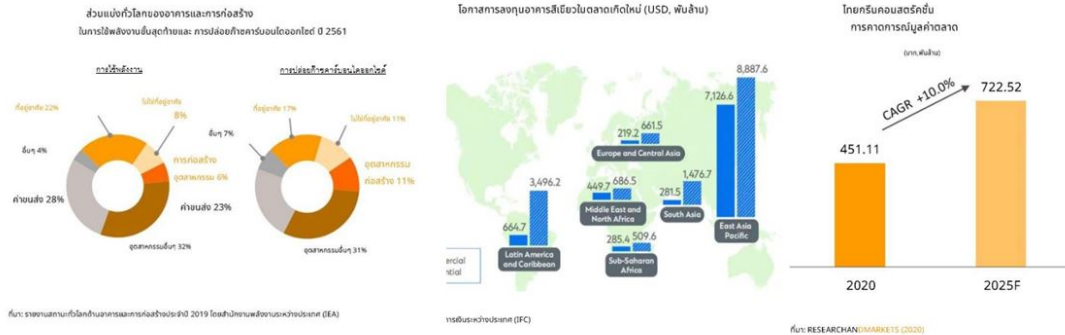 ส่วนแบ่งทั่วโลกของอาคารและการก่อสร้าง
ในการใช้พลังงานขั้นสุดท้ายและ การปล่อยก๊าซคาร์บอนไดออกไซด์ ปี 2561
การใช้พลังงาน
ที่อยู่อาศัย 22%
ไม่ใช่ที่อยู่อาศัย
8%
อื่นๆ 4%
การก่อสร้าง
อุตสาหกรรม 6%
ค่าขนส่ง 28%
อุตสาหกรรมอื่นๆ 32%
การปล่อยก๊าซคาร์บอนไดออกไซด์
ที่อยู่อาศัย 17%
ไม่ใช่ที่อยู่อาศัย 11%
อื่นๆ 7%
อุตสาหกรรม
ก่อสร้าง 11%
ค่าขนส่ง 23%
อุตสาหกรรมอื่นๆ 31%
ที่มา: รายงานสถานะทั่วโลกด้านอาคารและการก่อสร้างประจำปี 2019 โดยสำนักงานพลังงานระหว่างประเทศ (IEA)
โอกาสการลงทุนอาคารสีเขียวในตลาดเกิดใหม่ (USD, พันล้าน)
8,887.6
7,126.6
219.2 661.5
Europe and Central Asia
3,496.2
664.7
Latin America
and Caribbean
449.7 686.5
Middle East and
North Africa
1,476.7
281.5
South Asia
East Asia
Pacific
285.4 509.6
Sub-Saharan
Africa
ercial
ential
การเงินระหว่างประเทศ (IFC)
ไทยกรีนคอนสตรัคชั่น
การคาดการณ์มูลค่าตลาด
(บาท,พันล้าน)
CAGR +10.0%
722.52
451.11
2020 2025F
ที่มา: RESEARCHANDMARKETS (2020)